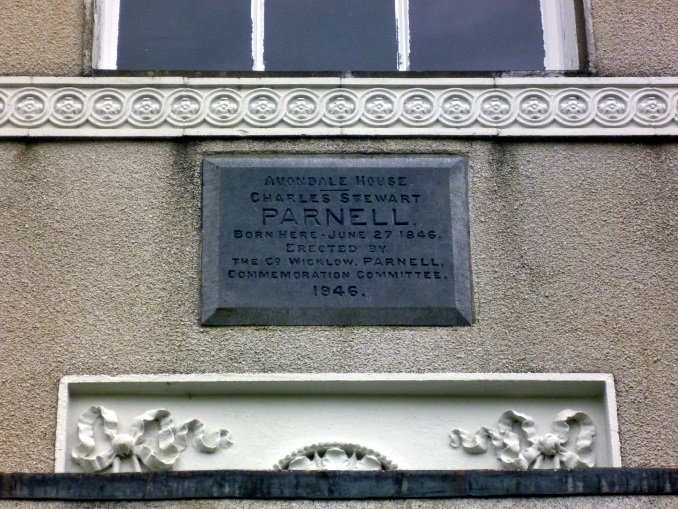 AVONDALE HOUSE
CHARLES STEWART
PARNELL.
BORN HERE-JUNE 27 1846.
ERECTED BY
THE CO WICKLOW, PARNELL,
COMMEMORATION COMMITTEE.
1946.